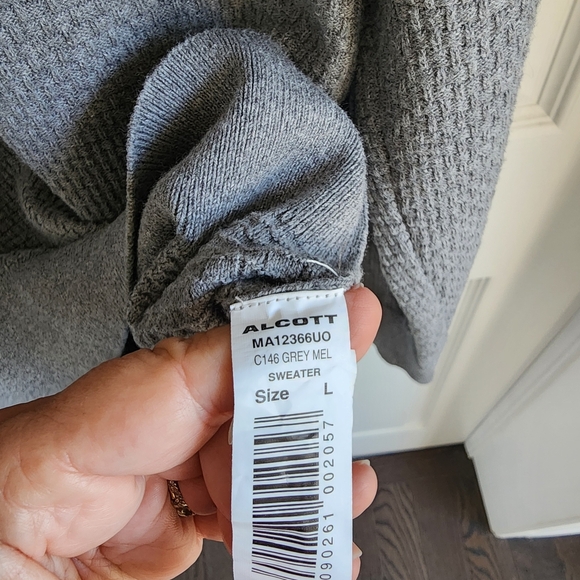 ALCOTT
MA12366UO
C146 GREY MEL
SWEATER
Size L
090261 002057